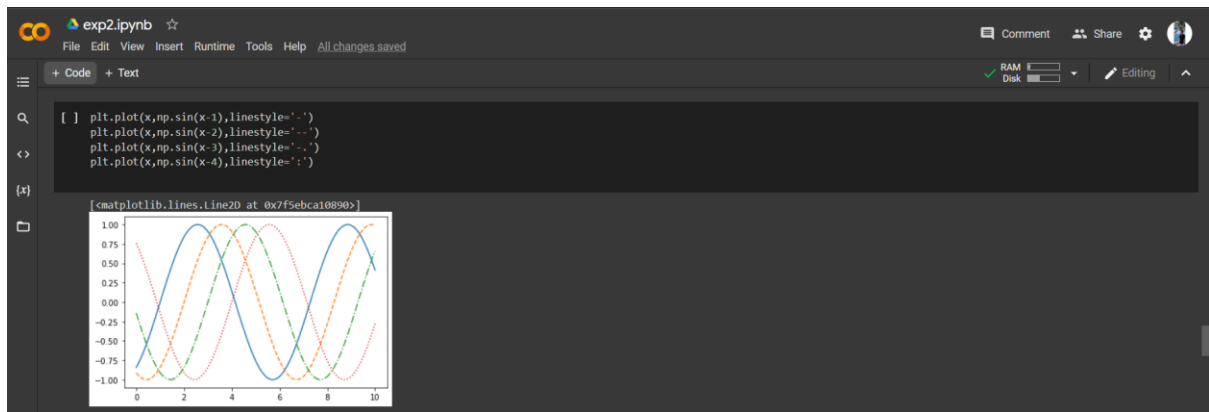 exp2.ipynb
File Edit View Insert Runtime Tools Help All changes saved
Comment Share
+ Code + Text
RAM
Disk
Editing
[ ] plt.plot(x,np.sin(x-1),linestyle='-')
plt.plot(x,np.sin(x-2),linestyle='--')
plt.plot(x,np.sin(x-3),linestyle='-.')
plt.plot(x,np.sin(x-4),linestyle=':')
{x}
[<matplotlib.lines.Line2D at 0x7f5ebca10890>]
1.00
0.75
0.50
0.25
0.00
−0.25
−0.50
−0.75
−1.00
0 2 4 6 8 10